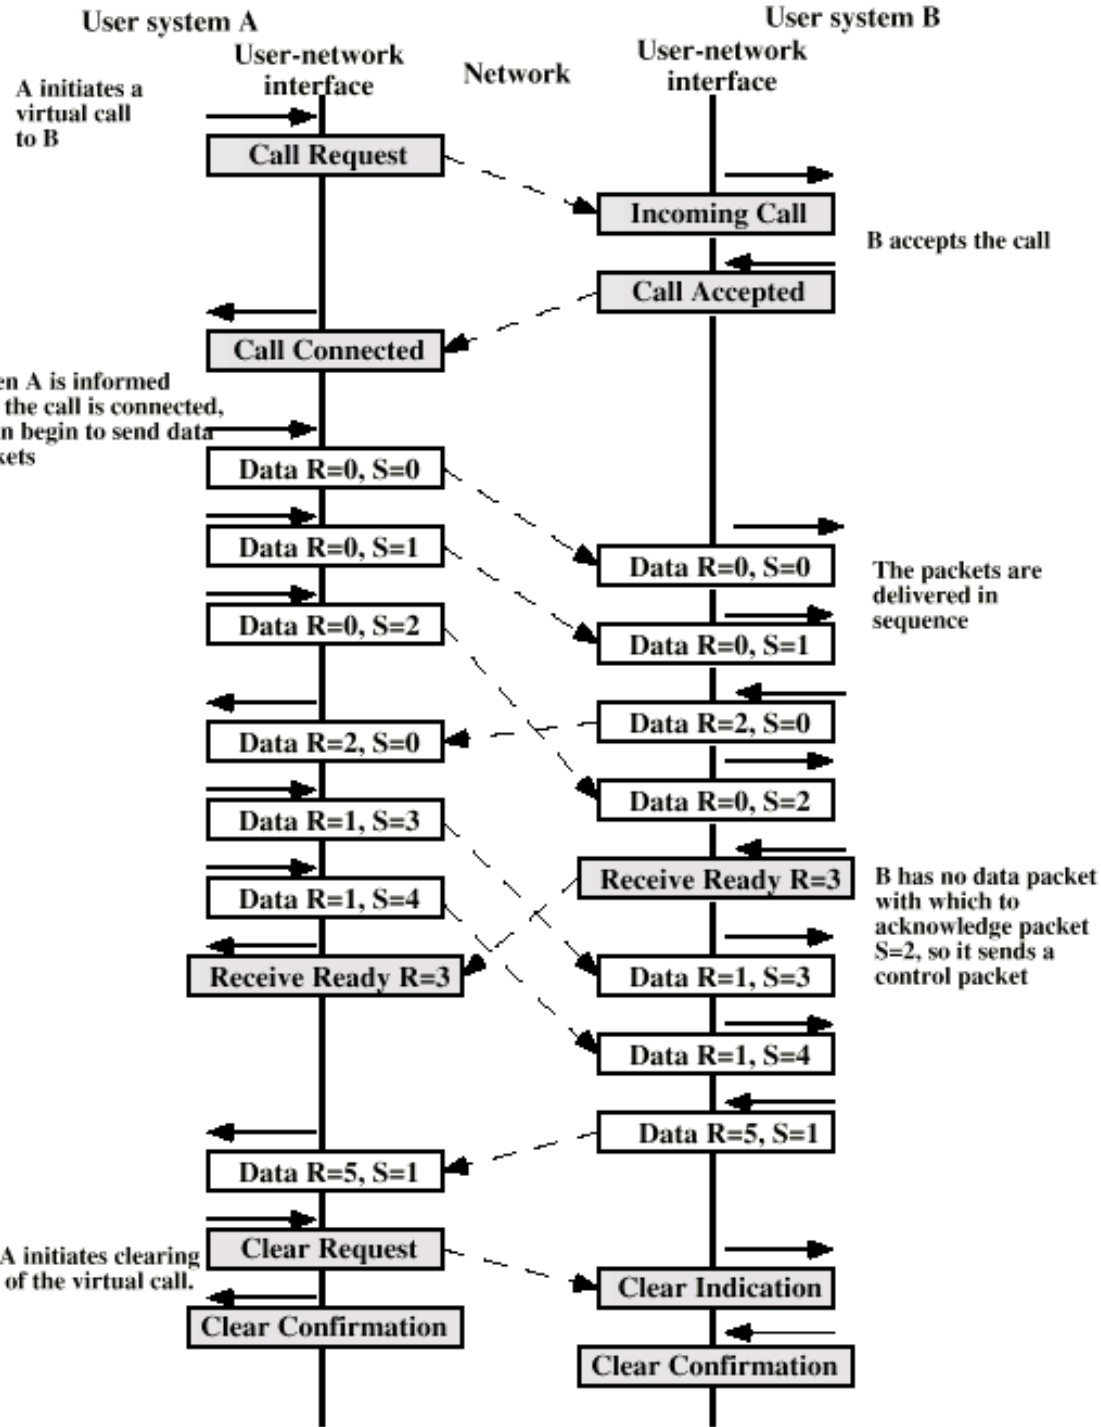 User system A
User system B
User-network
interface
Network
User-network
interface
A initiates a
virtual call
to B
Call Request
Incoming Call
B accepts the call
Call Accepted
Call Connected
A is informed
the call is connected,
begin to send data
Data R=0, S=0
Data R=0, S=1
Data R=0, S=0
The packets are
delivered in
sequence
Data R=0, S=2
Data R=0, S=1
Data R=2, S=0
Data R=2, S=0
Data R=0, S=2
Data R=1, S=3
Receive Ready R=3
B has no data packet
with which to
acknowledge packet
S=2, so it sends a
control packet
Data R=1, S=4
Receive Ready R=3
Data R=1, S=3
Data R=1, S=4
Data R=5, S=1
Data R=5, S=1
Clear Request
A initiates clearing
of the virtual call.
Clear Indication
Clear Confirmation
Clear Confirmation